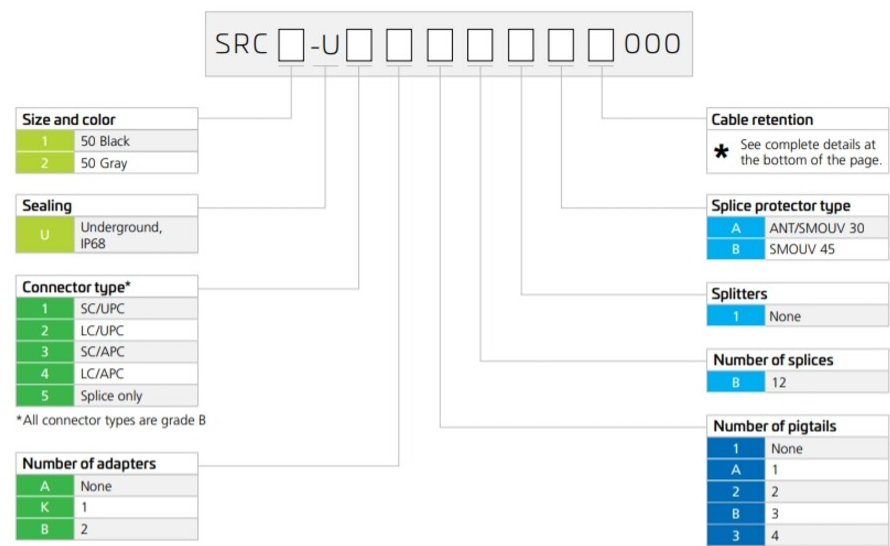 SRC -U 000
Size and color
1 50 Black
2 50 Gray
Sealing
U Underground,
IP68
Connector type*
1 SC/UPC
2 LC/UPC
3 SC/APC
4 LC/APC
5 Splice only
*All connector types are grade B
Number of adapters
A None
K 1
B 2
Cable retention
* See complete details at
the bottom of the page.
Splice protector type
A ANT/SMOUV 30
B SMOUV 45
Splitters
1 None
Number of splices
B 12
Number of pigtails
1 None
A 1
2 2
B 3
3 4